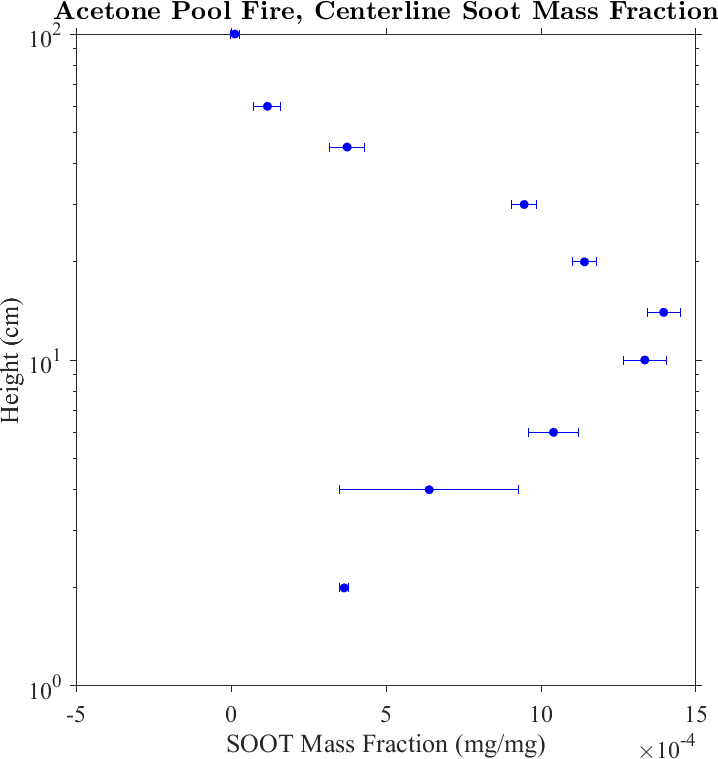 Acetone Pool Fire, Centerline Soot Mass Fraction
10^2
10^1
10^0
Height (cm)
-5 0 5 10 15
SOOT Mass Fraction (mg/mg)
×10^-4